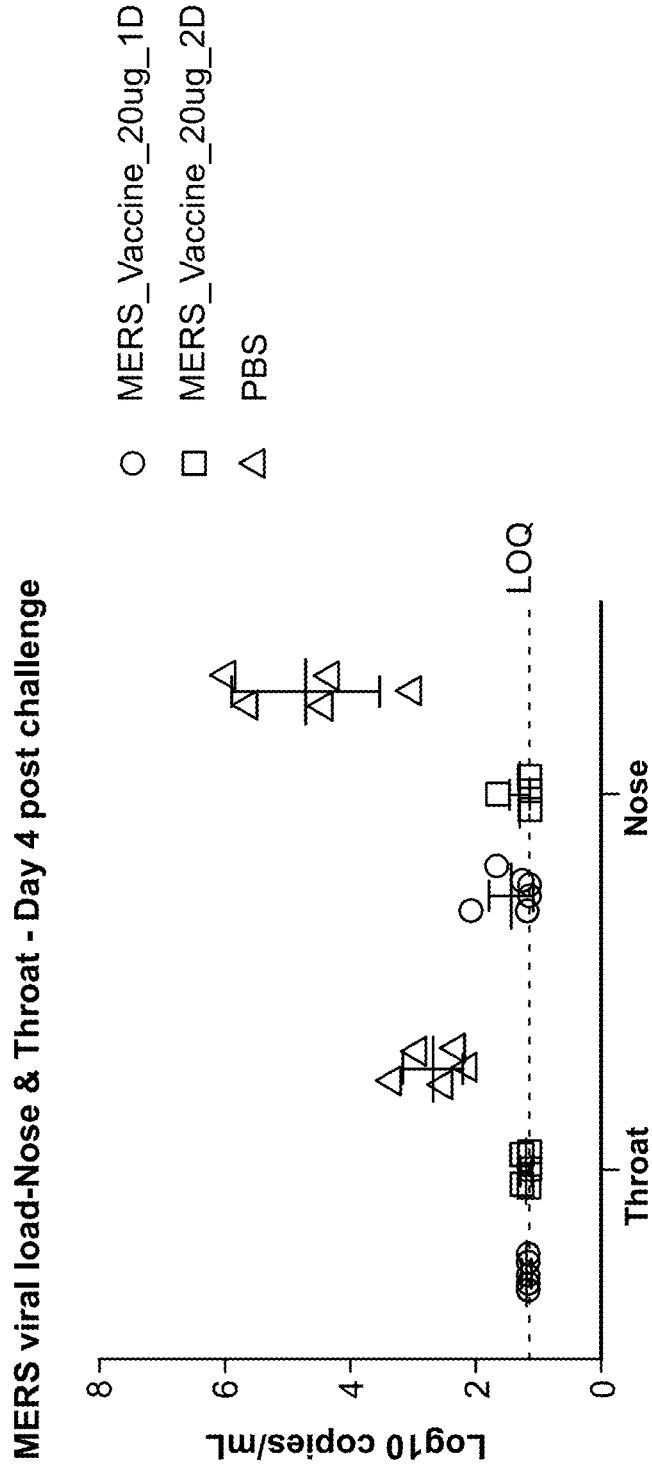 MERS viral load-Nose & Throat - Day 4 post challenge
MERS_Vaccine_20ug_1D
MERS_Vaccine_20ug_2D
PBS
Log10 copies/mL
8
6
4
2
0
LOQ
Throat
Nose